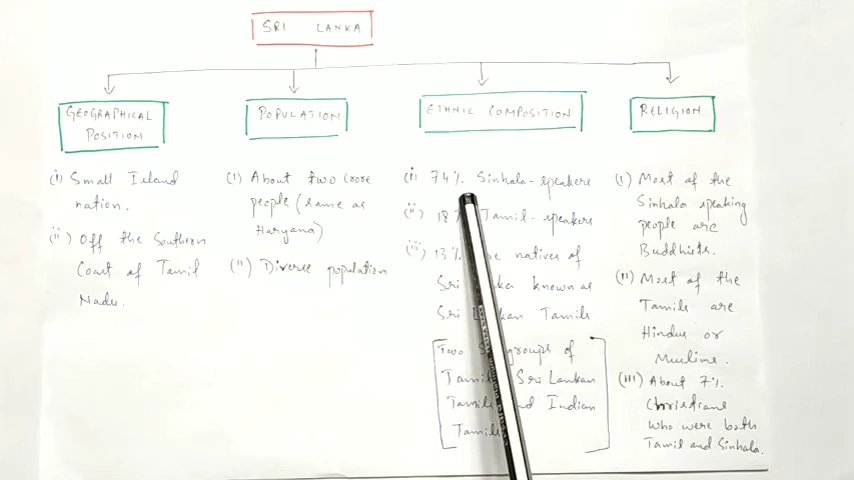 SRI LANKA
GEOGRAPHICAL
POSITION
(i) Small Island
nation.
(ii) Off the Southern
Coast of Tamil
Nadu.
POPULATION
(i) About two crore
people (same as
Haryana)
(ii) Diverse population
ETHNIC COMPOSITION
(i) 74% Sinhala-speakers
(ii) 18% Tamil-speakers
(iii) 13% natives of
Sri known as
Sri Tamils
Two groups of
Sri Lankan
and Indian
Tamils
RELIGION
(i) Most of the
Sinhala speaking
people are
Buddhists.
(ii) Most of the
Tamils are
Hindus or
Muslims.
(iii) About 7%
Christians
who were both
Tamil and Sinhala.